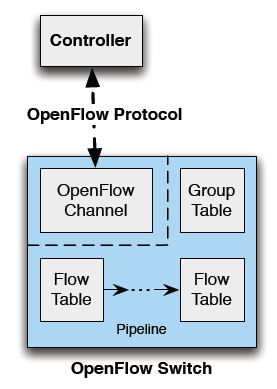 Controller
OpenFlow Protocol
OpenFlow
Channel
Group
Table
Flow
Table
Flow
Table
Pipeline
OpenFlow Switch